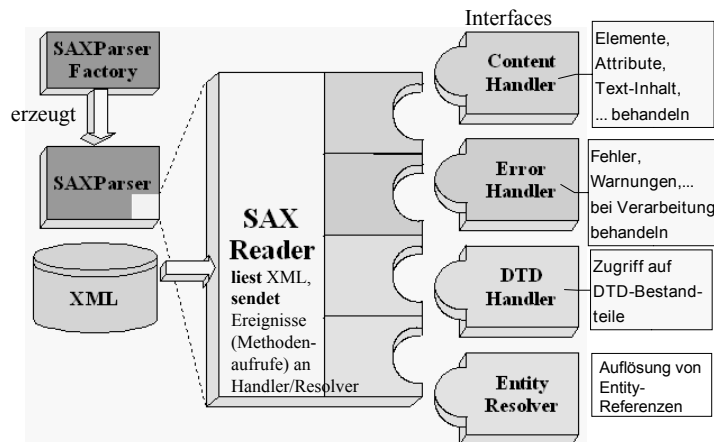 Interfaces
SAXParser
Factory
erzeugt
SAXParser
XML
SAX
Reader
liest XML,
sendet
Ereignisse
(Methoden-
aufrufe) an
Handler/Resolver
Content
Handler
Elemente,
Attribute,
Text-Inhalt,
... behandeln
Error
Handler
Fehler,
Warnungen,...
bei Verarbeitung
behandeln
DTD
Handler
Zugriff auf
DTD-Bestand-
teile
Entity
Resolver
Auflösung von
Entity-
Referenzen